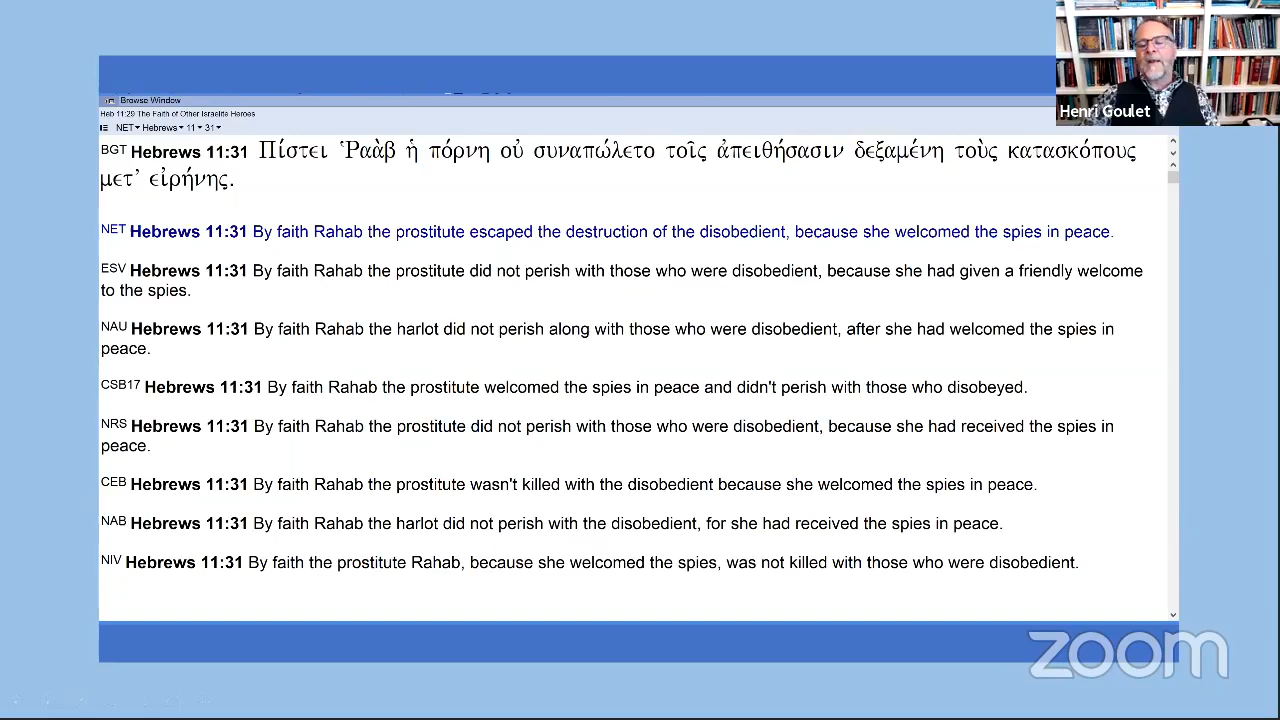 Browse Window
Heb 11:29 The Faith of Other Israelite Heroes
NET Hebrews 11 31
BGT Hebrews 11:31 Πίστει Ῥαὰβ ἡ πόρνη οὐ συναπώλετο τοῖς ἀπειθήσασιν δεξαμένη τοὺς κατασκόπους
μετ’ εἰρήνης.
NET Hebrews 11:31 By faith Rahab the prostitute escaped the destruction of the disobedient, because she welcomed the spies in peace.
ESV Hebrews 11:31 By faith Rahab the prostitute did not perish with those who were disobedient, because she had given a friendly welcome
to the spies.
NAU Hebrews 11:31 By faith Rahab the harlot did not perish along with those who were disobedient, after she had welcomed the spies in
peace.
CSB17 Hebrews 11:31 By faith Rahab the prostitute welcomed the spies in peace and didn't perish with those who disobeyed.
NRS Hebrews 11:31 By faith Rahab the prostitute did not perish with those who were disobedient, because she had received the spies in
peace.
CEB Hebrews 11:31 By faith Rahab the prostitute wasn't killed with the disobedient because she welcomed the spies in peace.
NAB Hebrews 11:31 By faith Rahab the harlot did not perish with the disobedient, for she had received the spies in peace.
NIV Hebrews 11:31 By faith the prostitute Rahab, because she welcomed the spies, was not killed with those who were disobedient.
Henri Goulet
zoom